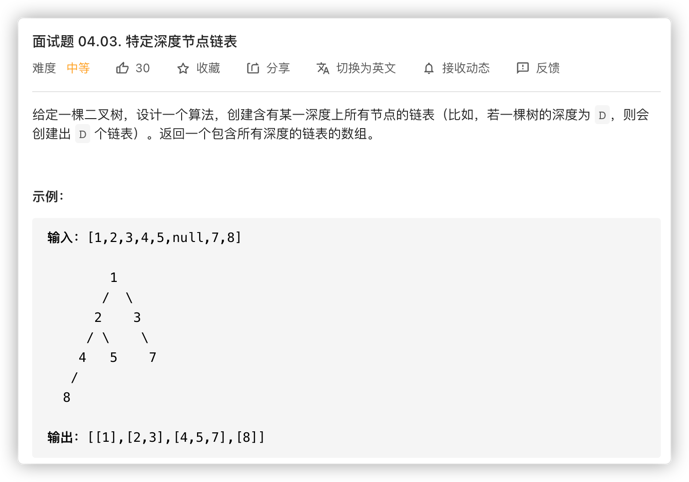 面试题 04.03. 特定深度节点链表
难度 中等 30 收藏 分享 切换为英文 接收动态 反馈
给定一棵二叉树，设计一个算法，创建含有某一深度上所有节点的链表（比如，若一棵树的深度为 D，则会
创建出 D 个链表）。返回一个包含所有深度的链表的数组。
示例：
输入：[1,2,3,4,5,null,7,8]
1
/ \
2 3
/ \ \
4 5 7
/
8
输出：[[1],[2,3],[4,5,7],[8]]